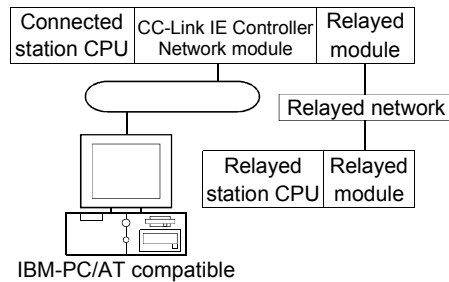 Connected
station CPU
CC-Link IE Controller
Network module
Relayed
module
Relayed network
Relayed
station CPU
Relayed
module
IBM-PC/AT compatible